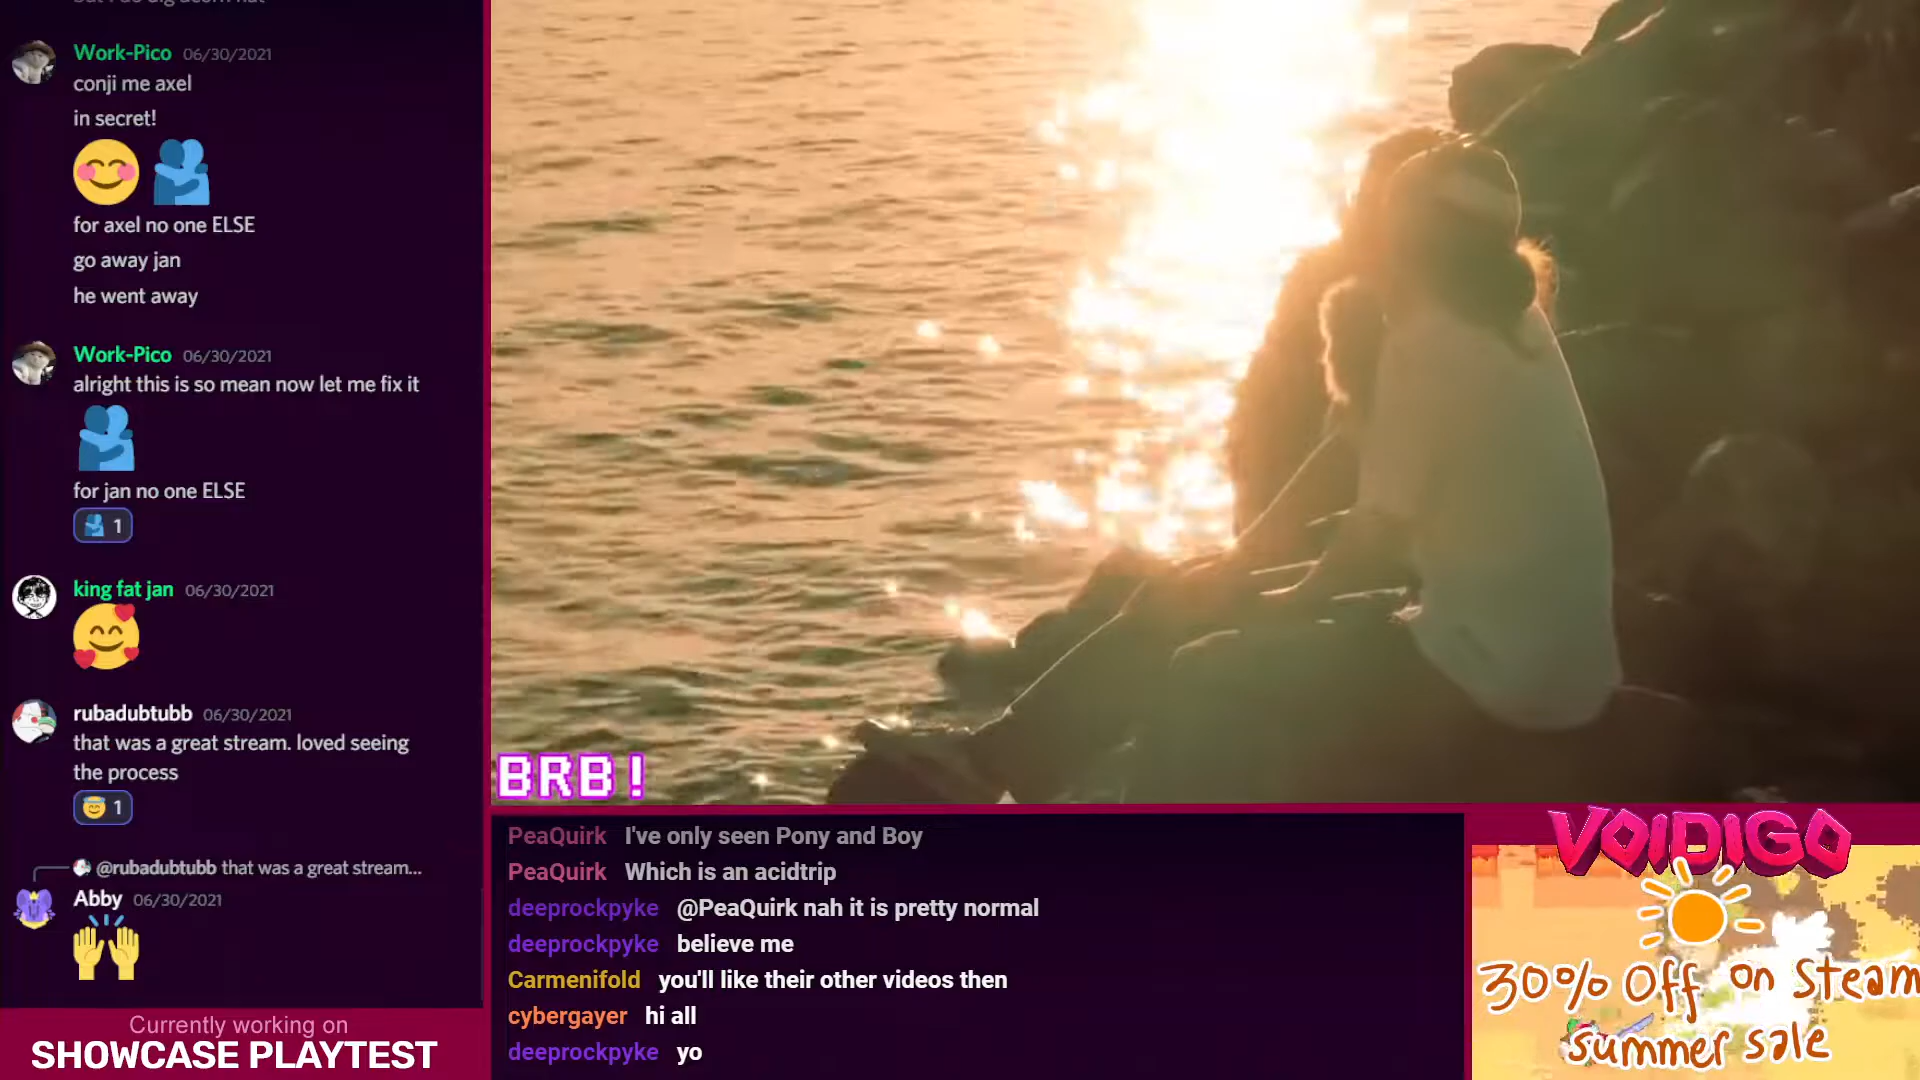 Work-Pico 06/30/2021
conji me axel
in secret!
for axel no one ELSE
go away jan
he went away
Work-Pico 06/30/2021
alright this is so mean now let me fix it
for jan no one ELSE
1
king fat jan 06/30/2021
rubadubtubb 06/30/2021
that was a great stream. loved seeing
the process
1
@rubadubtubb that was a great stream...
Abby 06/30/2021
Currently working on
SHOWCASE PLAYTEST
BRB!
PeaQuirk I've only seen Pony and Boy
PeaQuirk Which is an acidtrip
deeprockpyke @PeaQuirk nah it is pretty normal
deeprockpyke believe me
Carmenifold you'll like their other videos then
cybergayer hi all
deeprockpyke yo
VOIDIGO
30% Off on Steam
summer sale